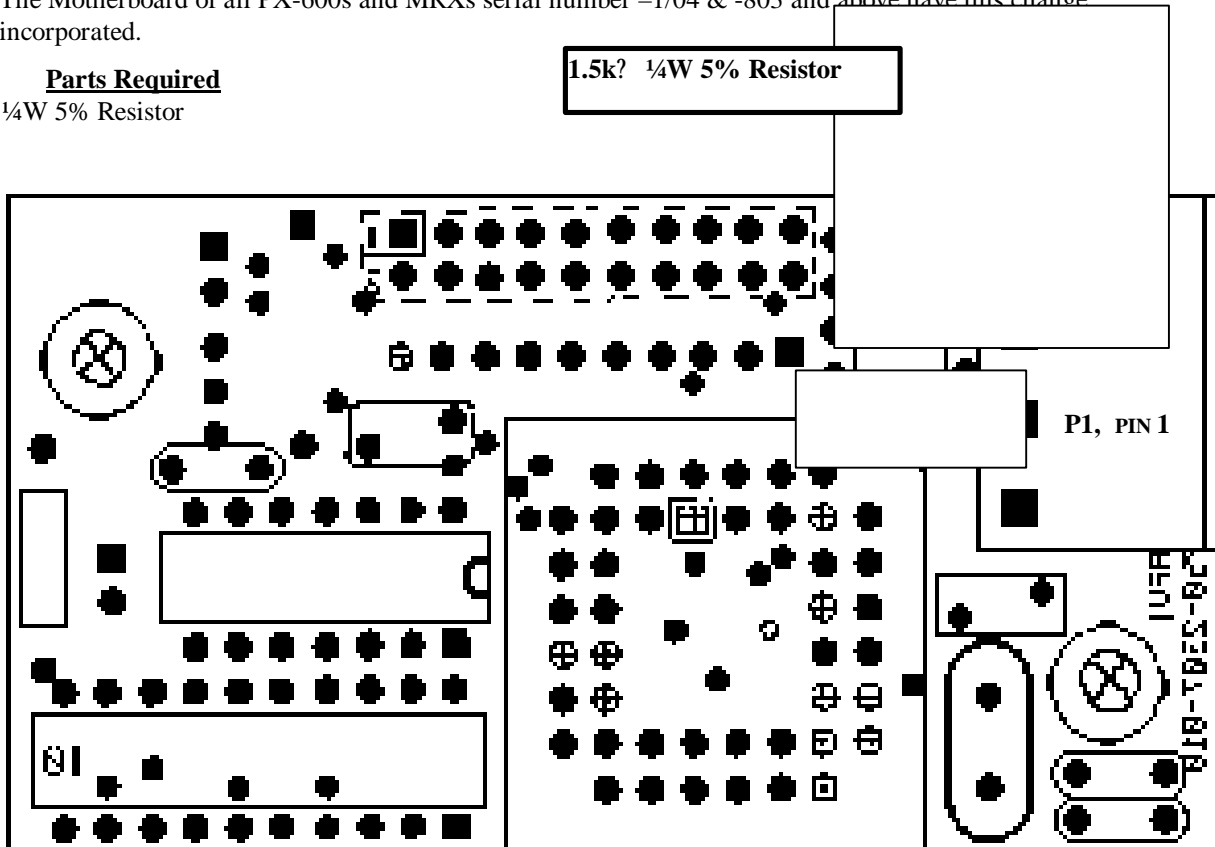 The Motherboard of all PX-600s and MRXs serial number –1704 & -803 and above have this change
incorporated.
Parts Required
¼W 5% Resistor
1.5k? ¼W 5% Resistor
P1, PIN 1
01